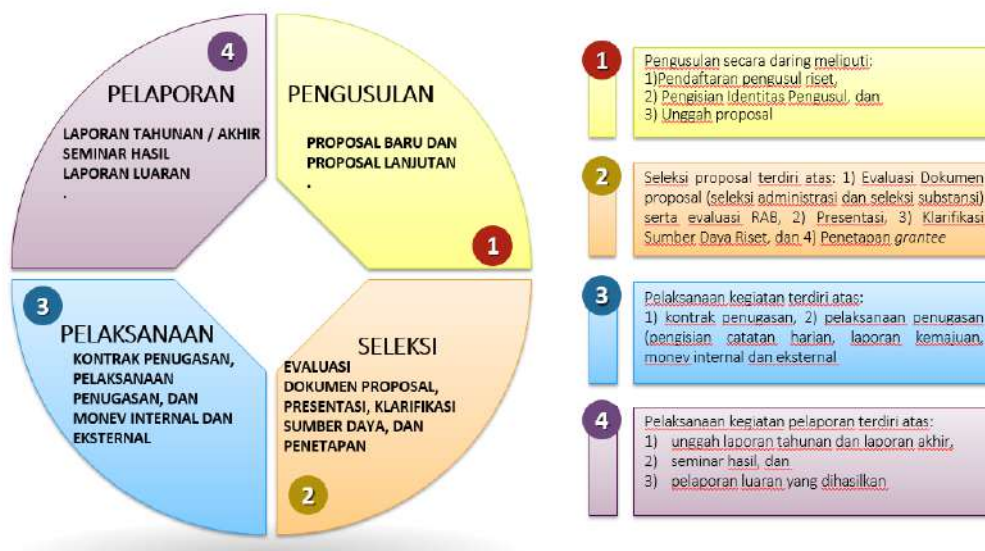 4
PELAPORAN
LAPORAN TAHUNAN / AKHIR
SEMINAR HASIL
LAPORAN LUARAN
.
PENGUSULAN
PROPOSAL BARU DAN
PROPOSAL LANJUTAN
.
1
3
PELAKSANAAN
KONTRAK PENUGASAN,
PELAKSANAAN
PENUGASAN, DAN
MONEV INTERNAL DAN
EKSTERNAL
SELEKSI
EVALUASI
DOKUMEN PROPOSAL,
PRESENTASI, KLARIFIKASI
SUMBER DAYA, DAN
PENETAPAN
2
1
Pengusulan secara daring meliputi:
1)Pendaftaran pengusul riset,
2) Pengisian Identitas Pengusul, dan
3) Unggah proposal
2
Seleksi proposal terdiri atas: 1) Evaluasi Dokumen
proposal (seleksi administrasi dan seleksi substansi)
serta evaluasi RAB, 2) Presentasi, 3) Klarifikasi
Sumber Daya Riset, dan 4) Penetapan grantee
3
Pelaksanaan kegiatan terdiri atas:
1) kontrak penugasan, 2) pelaksanaan penugasan
(pengisian catatan harian, laporan kemajuan,
monev internal dan eksternal
4
Pelaksanaan kegiatan pelaporan terdiri atas:
1) unggah laporan tahunan dan laporan akhir,
2) seminar hasil, dan
3) pelaporan luaran yang dihasilkan